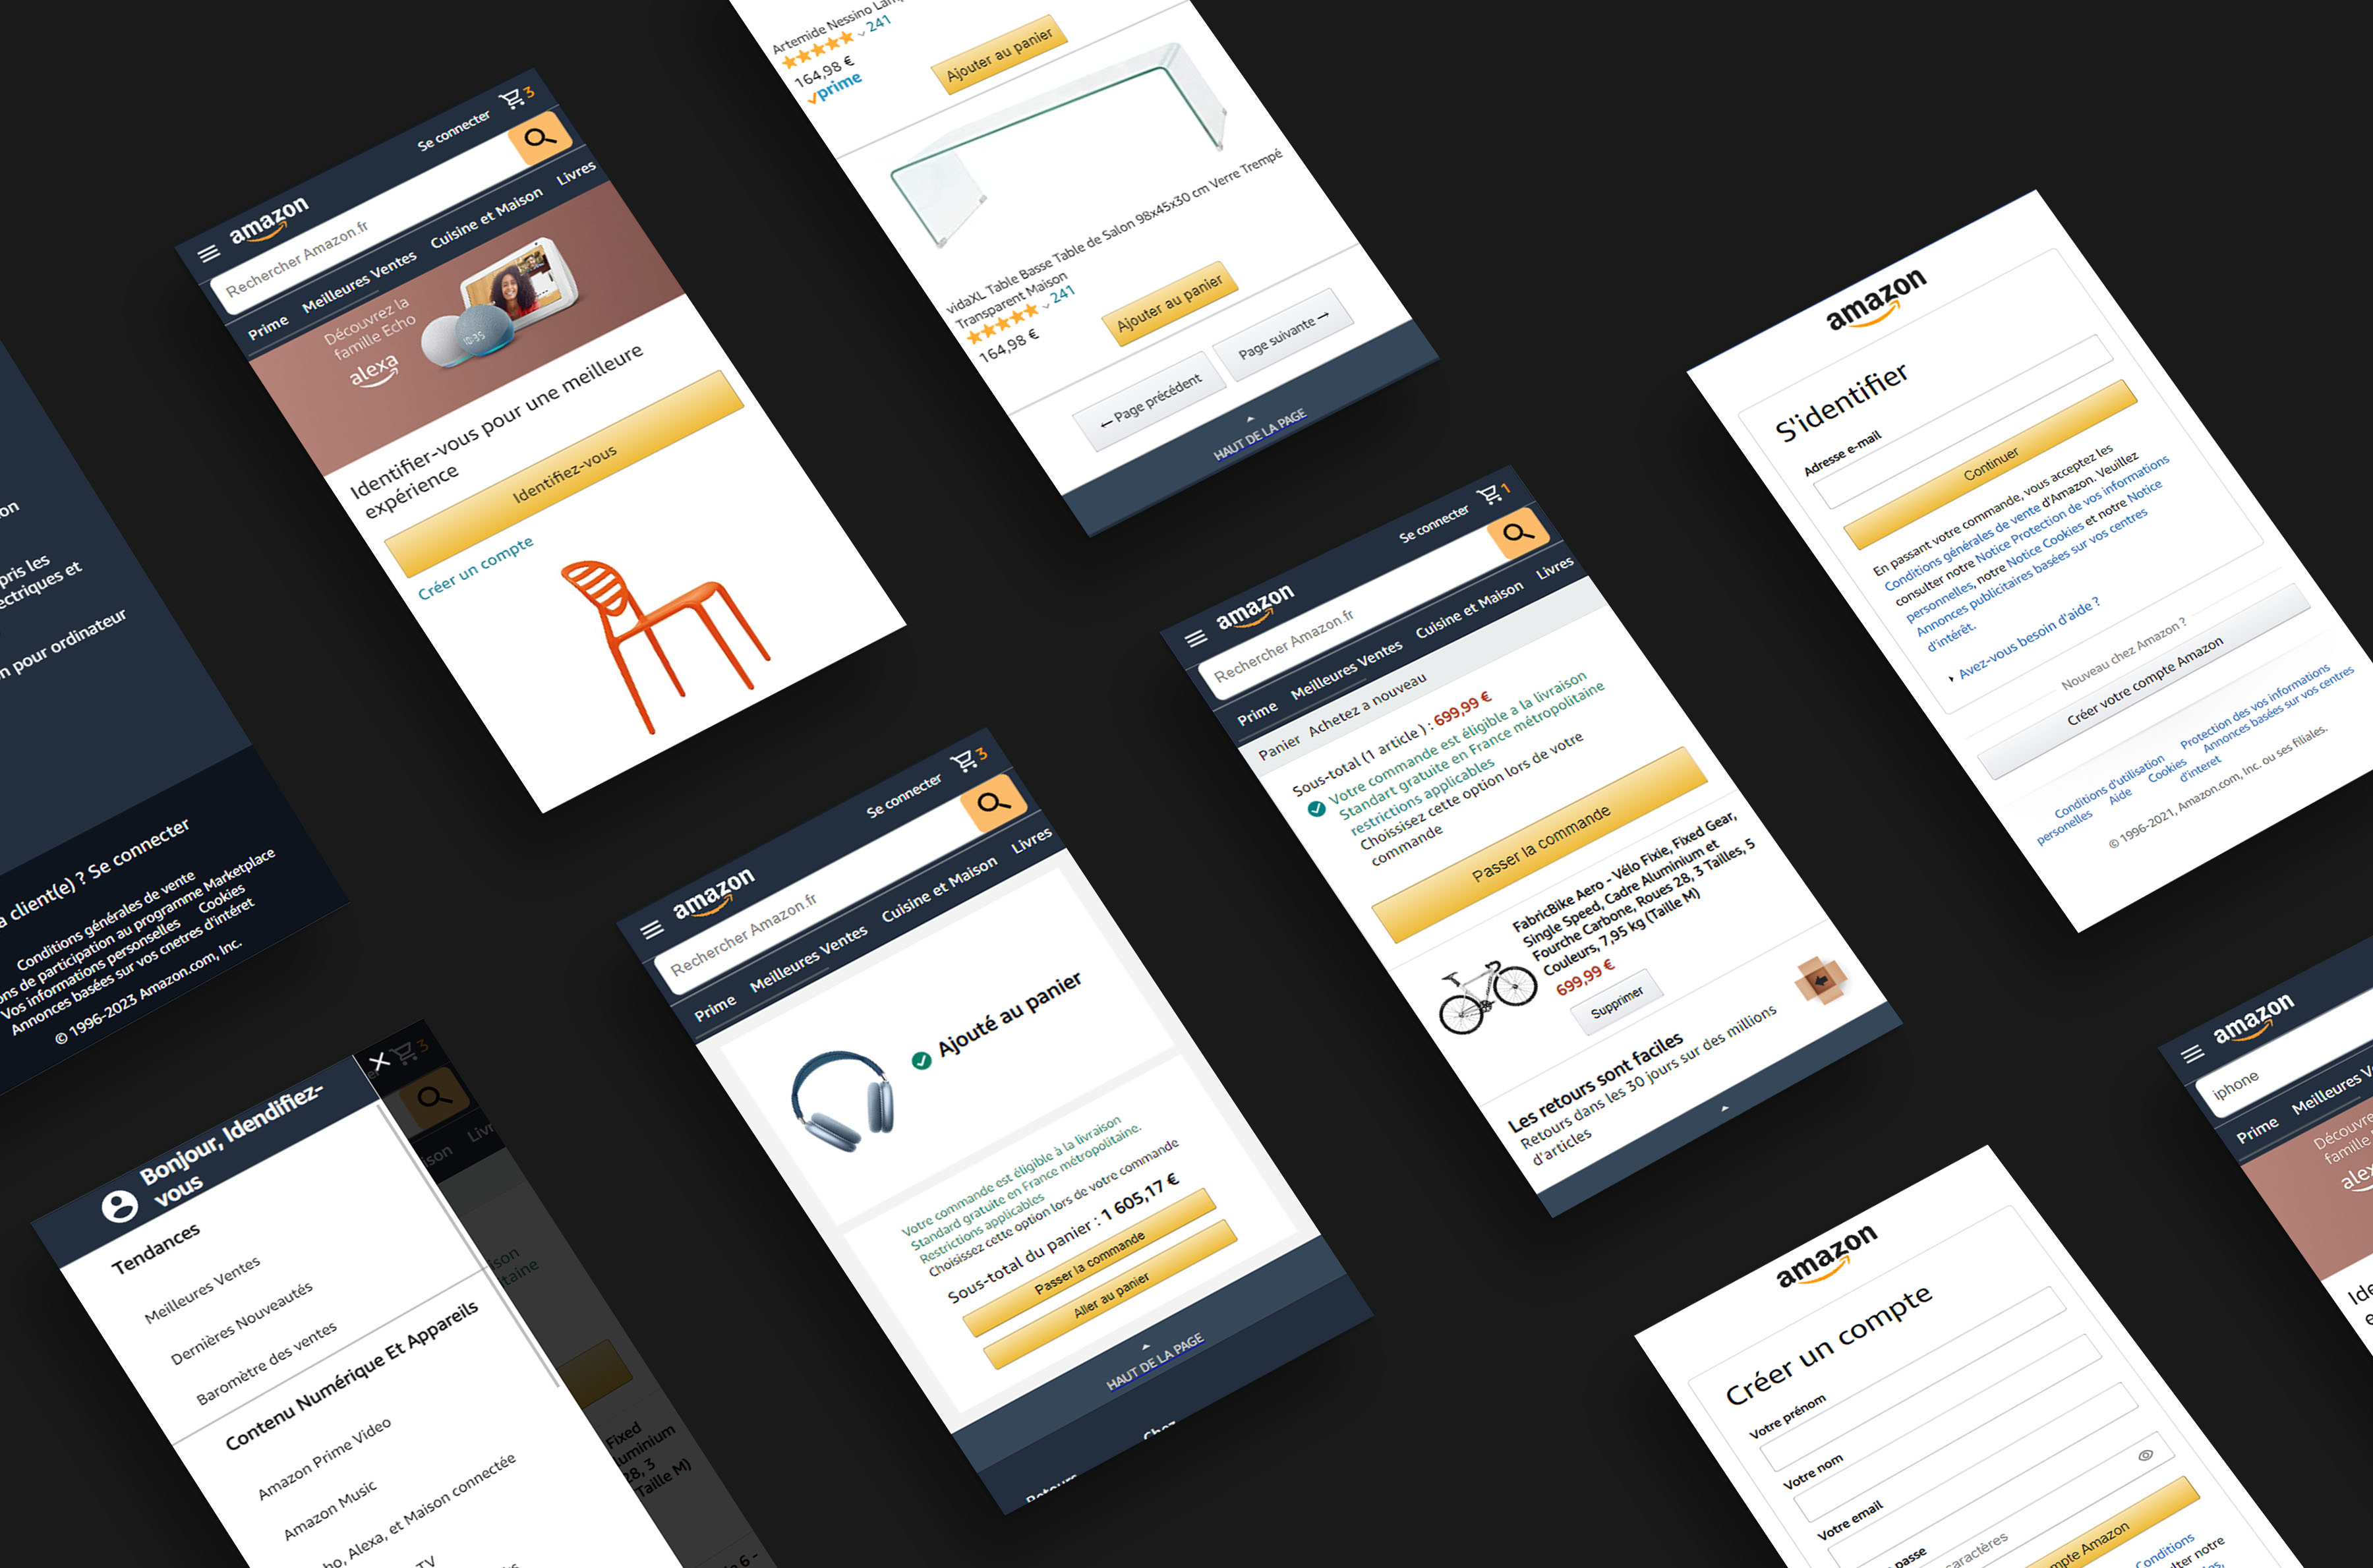 on
pris les
ectriques et
n pour ordinateur
a client(e) ? Se connecter
Conditions générales de vente
ons de participation au programme Marketplace
Vos informations personselles Cookies
Annonces basées sur vos cnetres d'intéret
© 1996-2023 Amazon.com, Inc.
Se connecter 3
amazon
Rechercher Amazon.fr
Prime Meilleures Ventes Cuisine et Maison Livres
Découvrez la
famille Echo
alexa
Identifier-vous pour une meilleure
expérience
Identifiez-vous
Créer un compte
Artemide Nessino
241
164,98 €
prime
Ajouter au panier
vidaXL Table Basse Table de Salon 98x45x30 cm Verre Trempé
Transparent Maison
241
164,98 €
Ajouter au panier
← Page précédent
Page suivante →
HAUT DE LA PAGE
amazon
S'identifier
Adresse e-mail
Continuer
En passant votre commande, vous acceptez les
Conditions générales de vente d'Amazon. Veuillez
consulter notre Notice Protection de vos informations
personnelles, notre Notice Cookies et notre Notice
Annonces publicitaires basées sur vos centres
d'intérêt.
Avez-vous besoin d'aide ?
Nouveau chez Amazon ?
Créer votre compte Amazon
Conditions d'utilisation Protection des vos informations
personelles Aide Cookies Annonces basées sur vos centres
d'interet
© 1996-2021, Amazon.com, Inc. ou ses filiales.
Se connecter 1
amazon
Rechercher Amazon.fr
Prime Meilleures Ventes Cuisine et Maison Livres
Panier Achetez a nouveau
Sous-total (1 article ) : 699,99 €
Votre commande est éligible a la livraison
Standart gratuite en France métropolitaine
restrictions applicables
Choissisez cette option lors de votre
commande
Passer la commande
FabricBike Aero - Vélo Fixie, Fixed Gear,
Single Speed, Cadre Aluminium et
Fourche Carbone, Roues 28, 3 Tailles, 5
Couleurs, 7,95 kg (Taille M)
699,99 €
Supprimer
Les retours sont faciles
Retours dans les 30 jours sur des millions
d'articles
Se connecter 3
amazon
Rechercher Amazon.fr
Prime Meilleures Ventes Cuisine et Maison Livres
Ajouté au panier
Votre commande est éligible à la livraison
Standard gratuite en France métropolitaine.
Restrictions applicables
Choisissez cette option lors de votre commande
Sous-total du panier : 1 605,17 €
Passer la commande
Aller au panier
HAUT DE LA PAGE
Chez
Retours
3
Bonjour, Idendifiez-
vous
Tendances
Meilleures Ventes
Dernières Nouveautés
Baromètre des ventes
Contenu Numérique Et Appareils
Amazon Prime Video
Amazon Music
ho, Alexa, et Maison connectée
TV
ison Livr
son
itaine
Fixed
uminium
28, 3
Taille M)
amazon
Créer un compte
Votre prénom
Votre nom
Votre email
passe
caractères
mpte Amazon
Conditions
ulter notre
amazon
iphone
Prime Meilleures Ve
Découvre
famille
alex
Ide
e